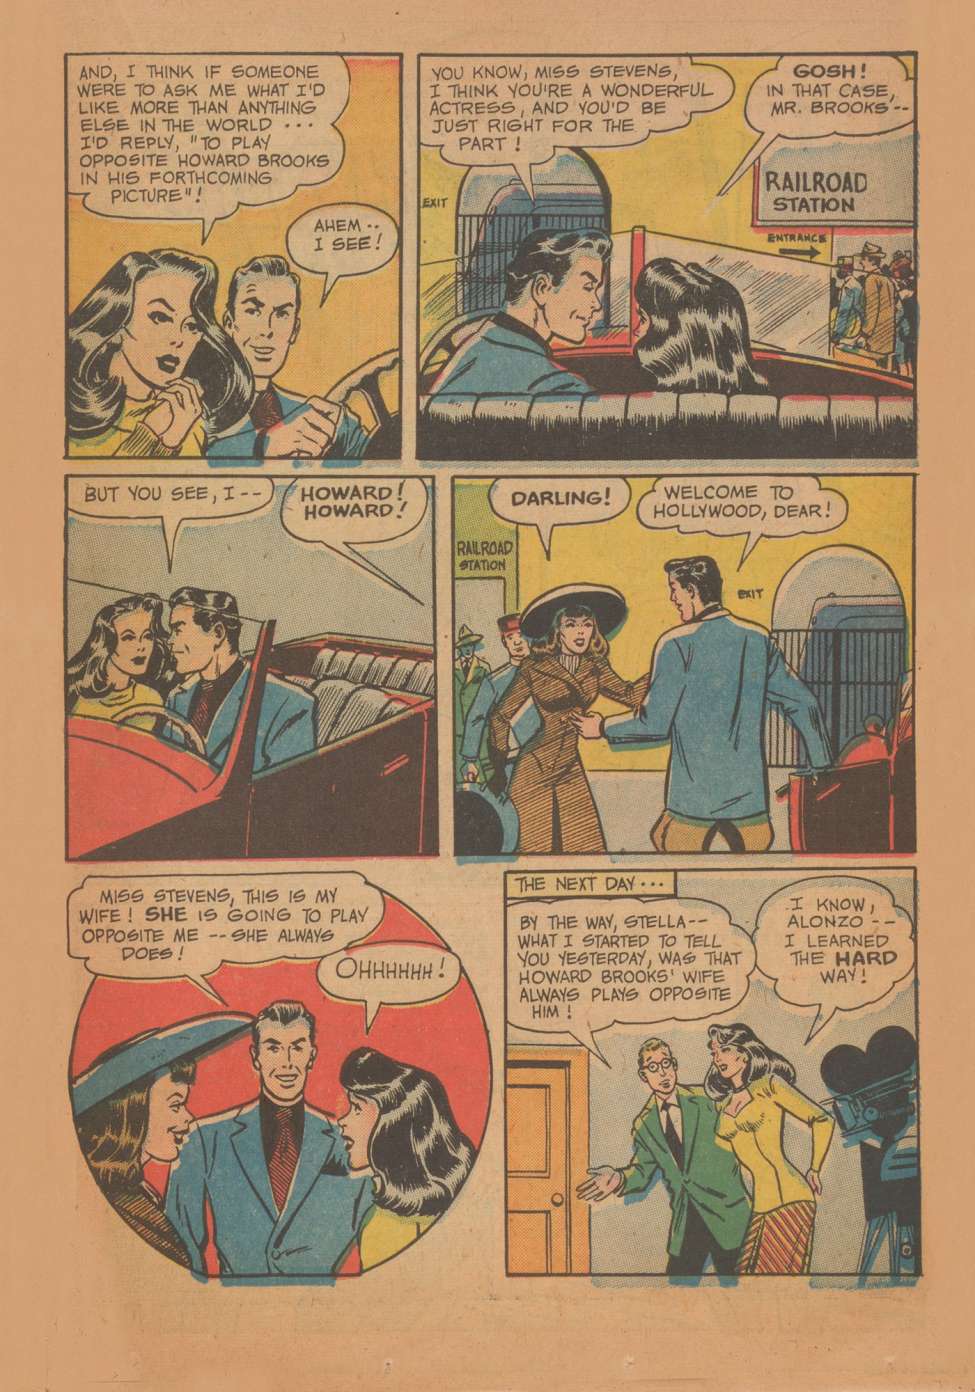 AND, I THINK IF SOMEONE
WERE TO ASK ME WHAT I'D
LIKE MORE THAN ANYTHING
ELSE IN THE WORLD ...
I'D REPLY, "TO PLAY
OPPOSITE HOWARD BROOKS
IN HIS FORTHCOMING
PICTURE"!
AHEM --
I SEE!
YOU KNOW, MISS STEVENS,
I THINK YOU'RE A WONDERFUL
ACTRESS, AND YOU'D BE
JUST RIGHT FOR THE
PART!
GOSH!
IN THAT CASE,
MR. BROOKS--
EXIT
RAILROAD
STATION
ENTRANCE
BUT YOU SEE, I --
HOWARD!
HOWARD!
DARLING!
WELCOME TO
HOLLYWOOD, DEAR!
RAILROAD
STATION
EXIT
MISS STEVENS, THIS IS MY
WIFE! SHE IS GOING TO PLAY
OPPOSITE ME -- SHE ALWAYS
DOES!
OHHHHHH!
THE NEXT DAY...
BY THE WAY, STELLA--
WHAT I STARTED TO TELL
YOU YESTERDAY, WAS THAT
HOWARD BROOKS' WIFE
ALWAYS PLAYS OPPOSITE
HIM!
I KNOW,
ALONZO --
I LEARNED
THE HARD
WAY!